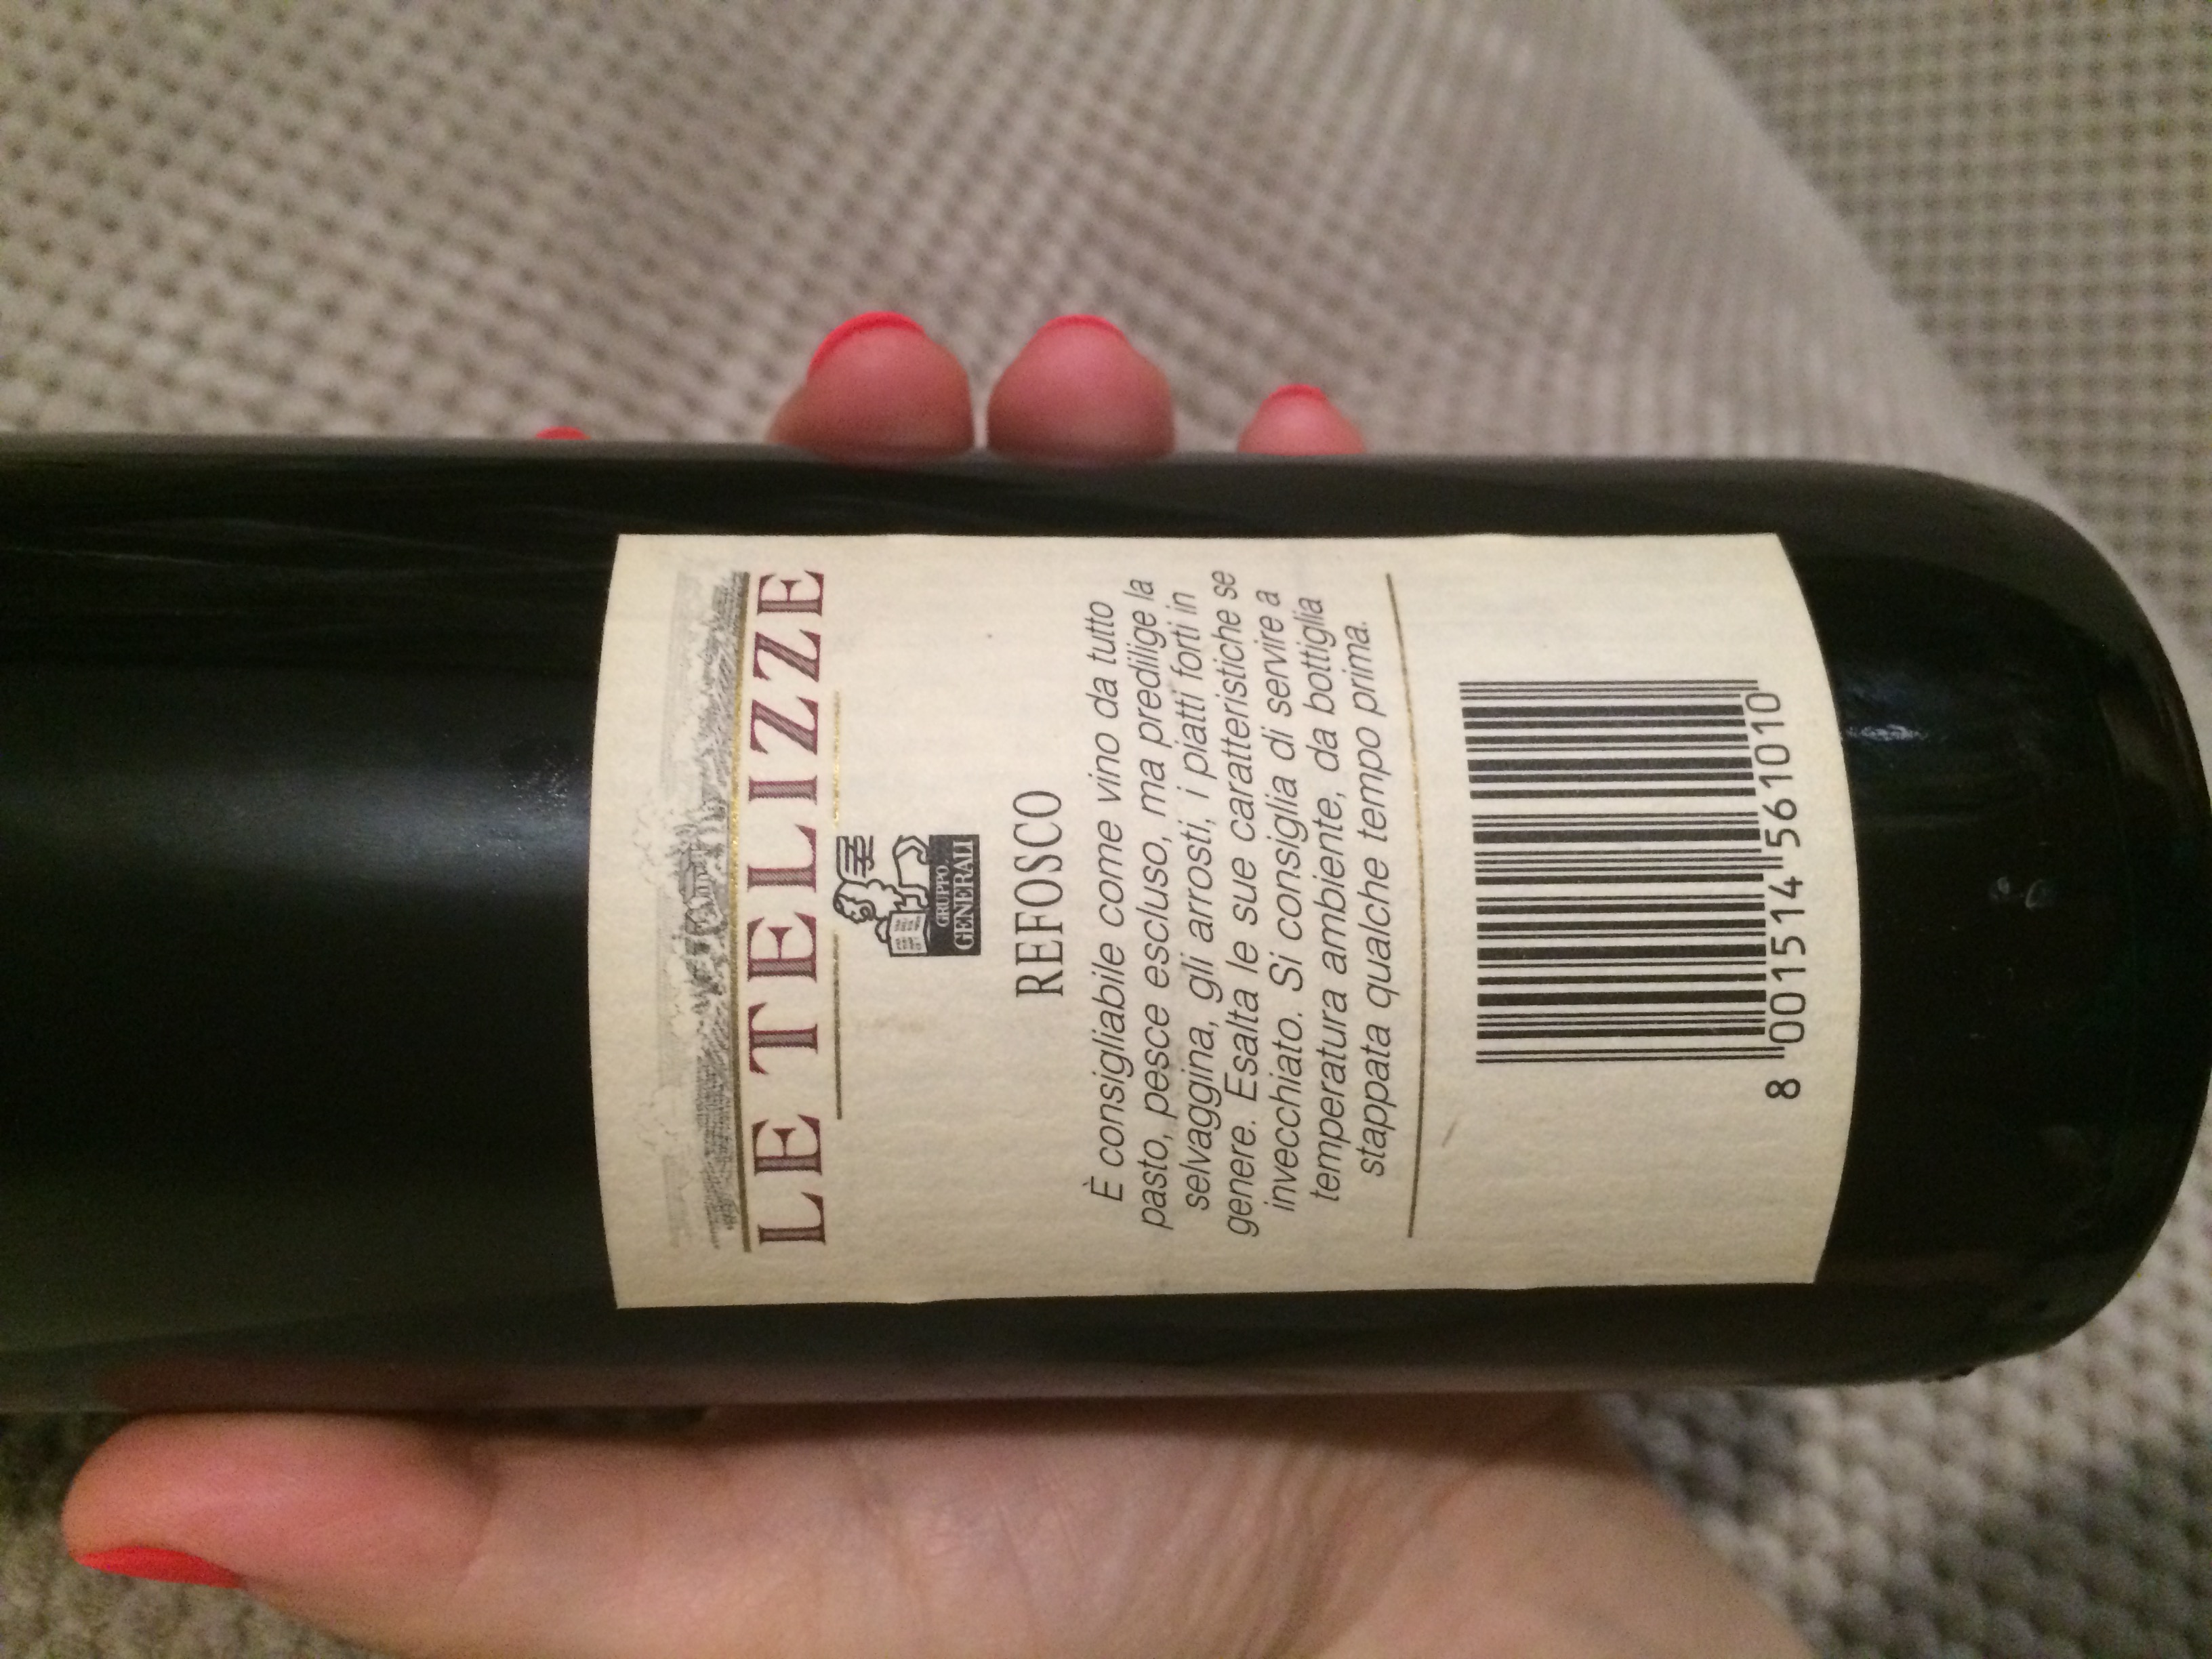 LE TELIZZE
GRUPPO
GENERALI
REFOSCO
È consigliabile come vino da tutto
pasto, pesce escluso, ma predilige la
selvaggina, gli arrosti, i piatti forti in
genere. Esalta le sue caratteristiche se
invecchiato. Si consiglia di servire a
temperatura ambiente, da bottiglia
stappata qualche tempo prima.
8 001514 561010